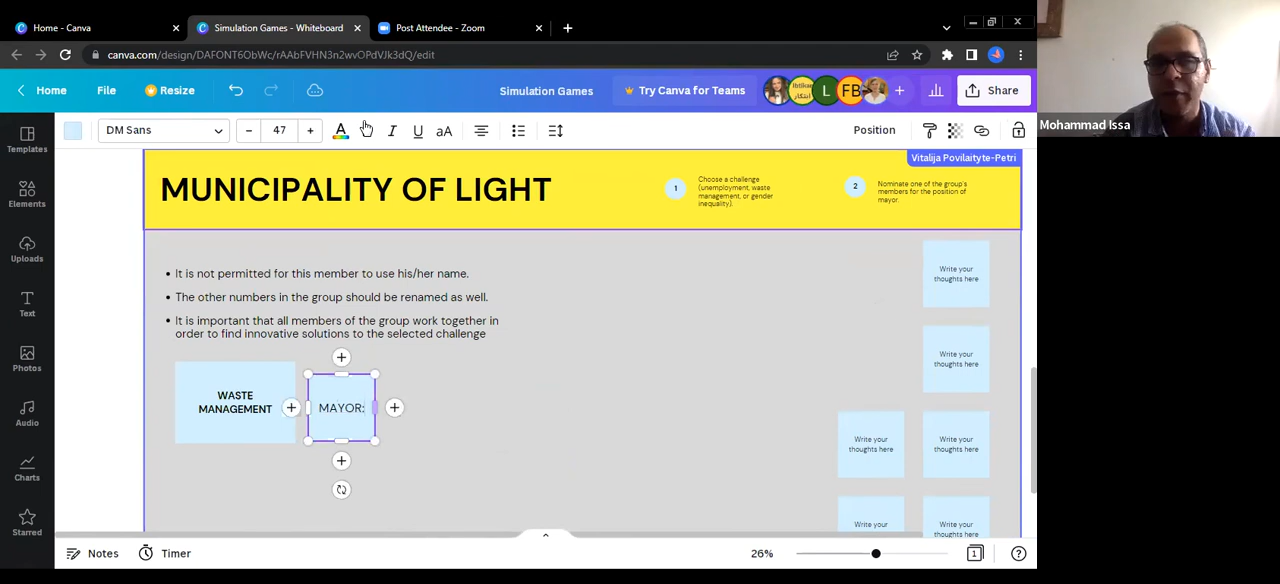 Home - Canva
Simulation Games - Whiteboard
Post Attendee - Zoom
canva.com/design/DAFONT6ObWc/rAAbFVHN3n2wvOPdVJk3dQ/edit
Home
File
Resize
Simulation Games
Try Canva for Teams
L
FB
Share
Mohammad Issa
DM Sans
47
A
I
U
aA
Position
Templates
Elements
Uploads
Text
Photos
Audio
Charts
Starred
Vitalija Povilaityte-Petri
MUNICIPALITY OF LIGHT
1
Choose a challenge
(unemployment, waste
management, or gender
inequality).
2
Nominate one of the group's
members for the position of
mayor.
It is not permitted for this member to use his/her name.
The other numbers in the group should be renamed as well.
It is important that all members of the group work together in
order to find innovative solutions to the selected challenge
WASTE
MANAGEMENT
MAYOR:
Write your
thoughts here
Write your
thoughts here
Write your
thoughts here
Write your
thoughts here
Write your
Write your
thoughts here
Notes
Timer
26%
1